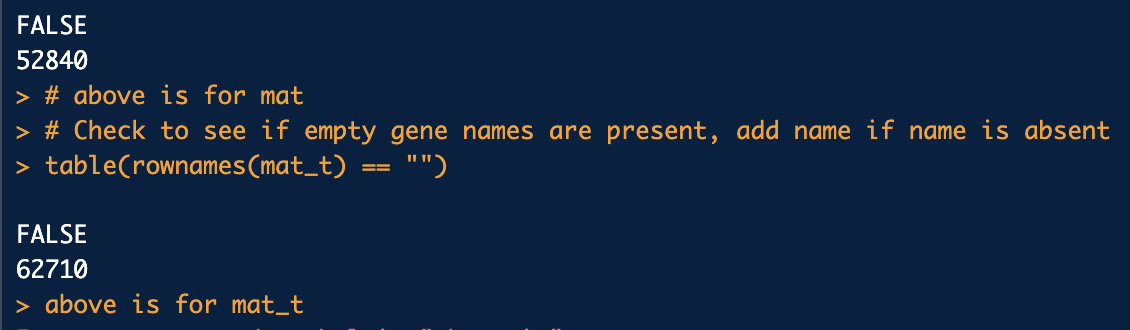 FALSE
52840
> # above is for mat
> # Check to see if empty gene names are present, add name if name is absent
> table(rownames(mat_t) == "")
FALSE
62710
> above is for mat_t